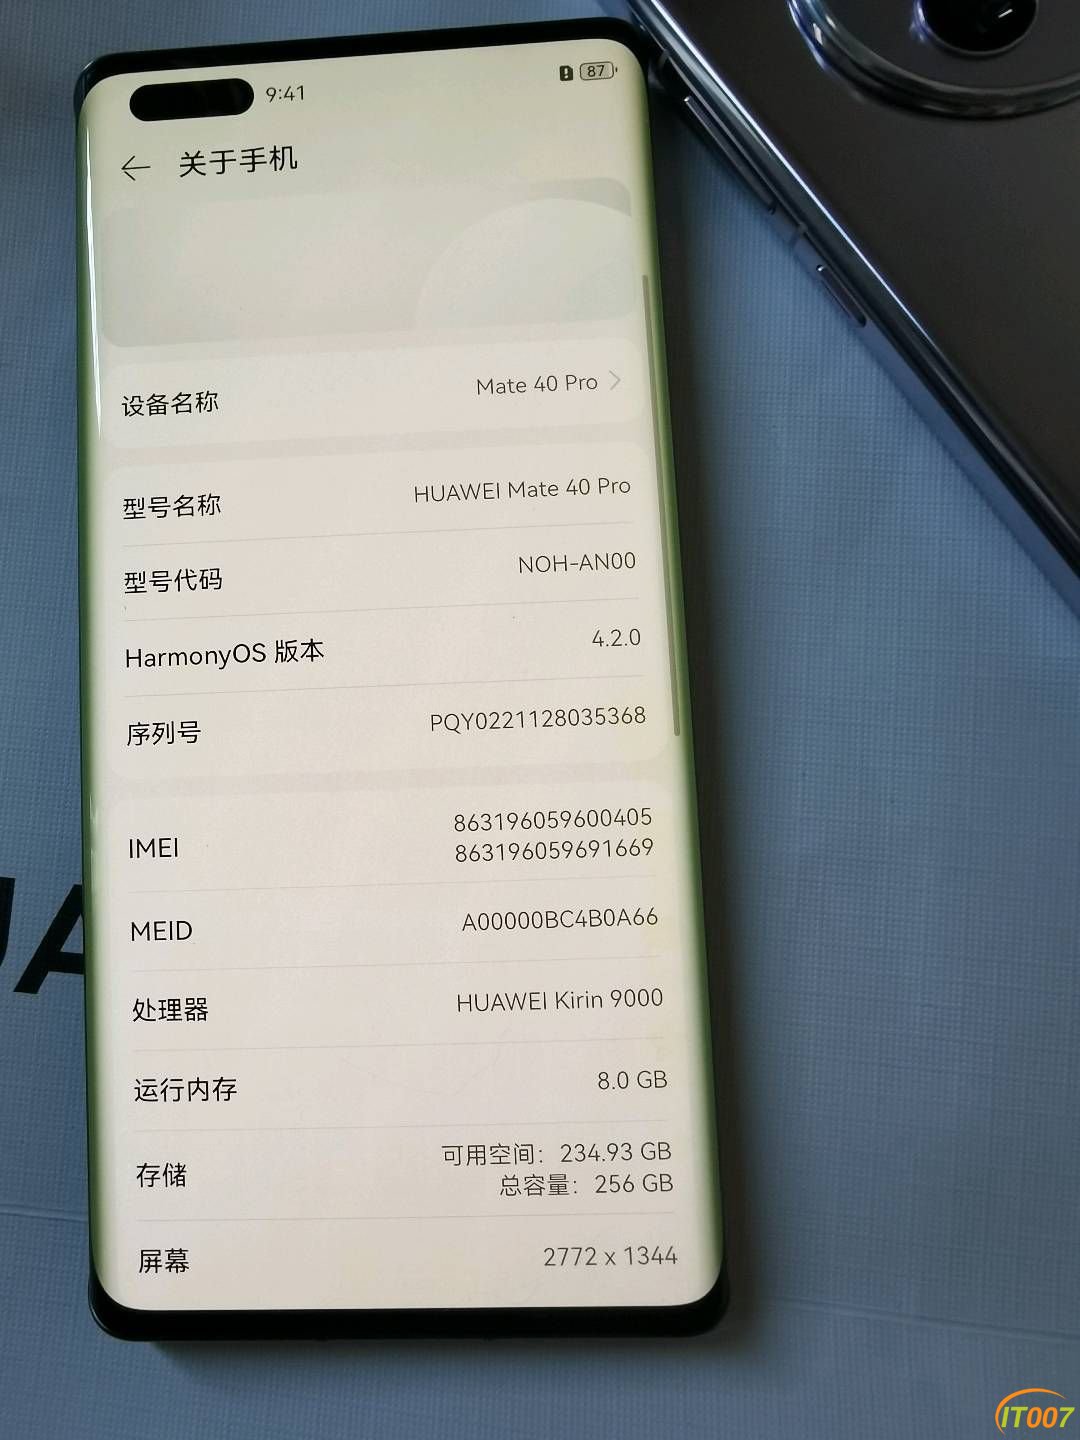 9:41
87
关于手机
设备名称 Mate 40 Pro
型号名称 HUAWEI Mate 40 Pro
型号代码 NOH-AN00
HarmonyOS 版本 4.2.0
序列号 PQY0221128035368
IMEI 863196059600405
863196059691669
MEID A00000BC4B0A66
处理器 HUAWEI Kirin 9000
运行内存 8.0 GB
存储 可用空间：234.93 GB
总容量：256 GB
屏幕 2772 x 1344
UA
IT007